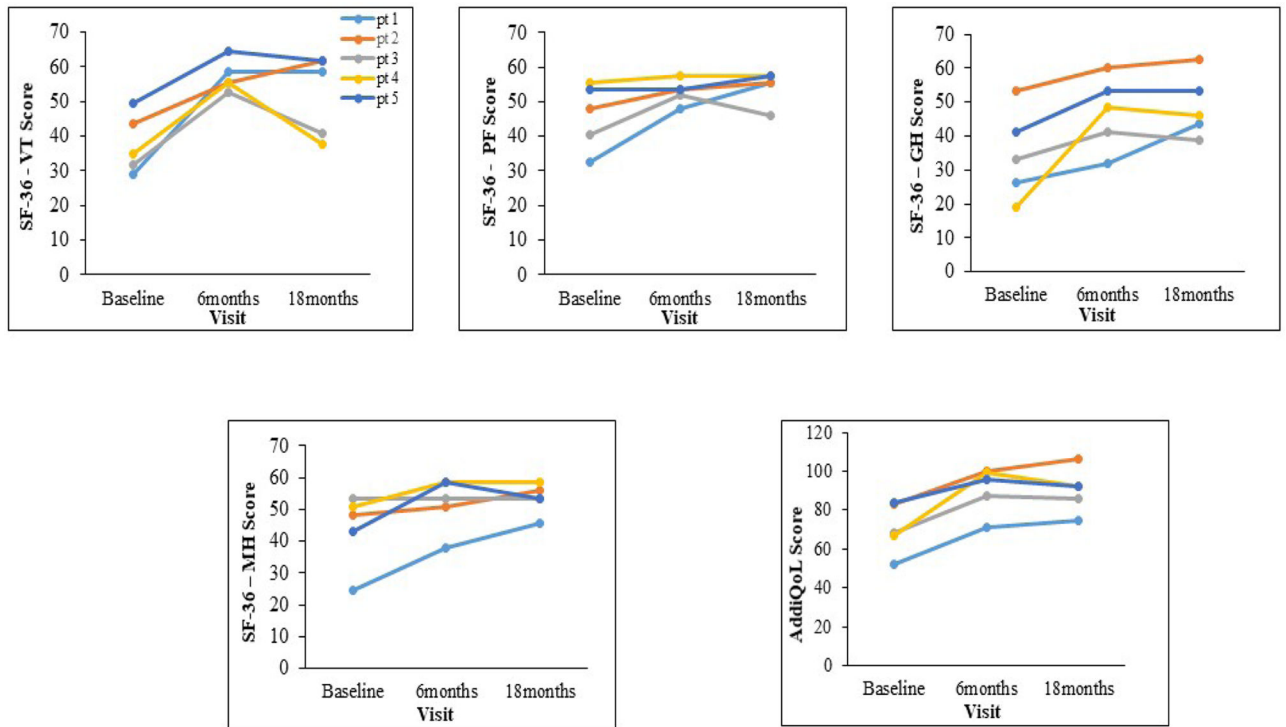 SF-36 - VT Score
70
60
50
40
30
20
10
0
Baseline 6months 18months
Visit
pt 1
pt 2
pt 3
pt 4
pt 5
SF-36 - PF Score
70
60
50
40
30
20
10
0
Baseline 6months 18months
Visit
SF-36 – GH Score
70
60
50
40
30
20
10
0
Baseline 6months 18months
Visit
SF-36 – MH Score
70
60
50
40
30
20
10
0
Baseline 6months 18months
Visit
AddiQoL Score
120
100
80
60
40
20
0
Baseline 6months 18months
Visit